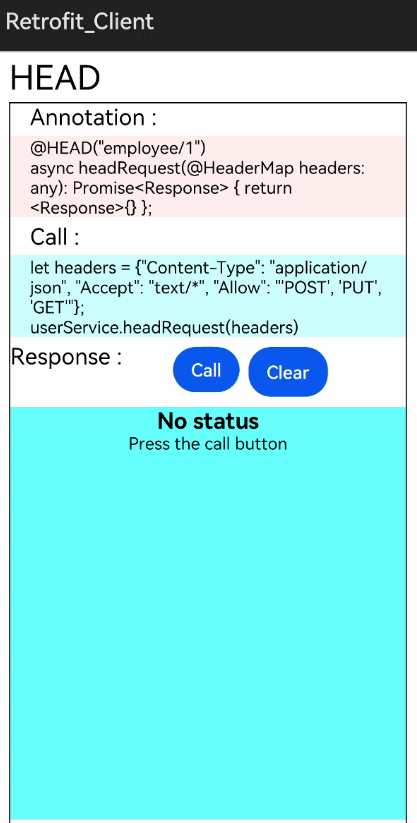 Retrofit_Client
HEAD
Annotation :
@HEAD("employee/1")
async headRequest(@HeaderMap headers:
any): Promise<Response> { return
<Response>{} };
Call :
let headers = {"Content-Type": "application/
json", "Accept": "text/*", "Allow": "'POST', 'PUT',
'GET'"};
userService.headRequest(headers)
Response :
Call
Clear
No status
Press the call button